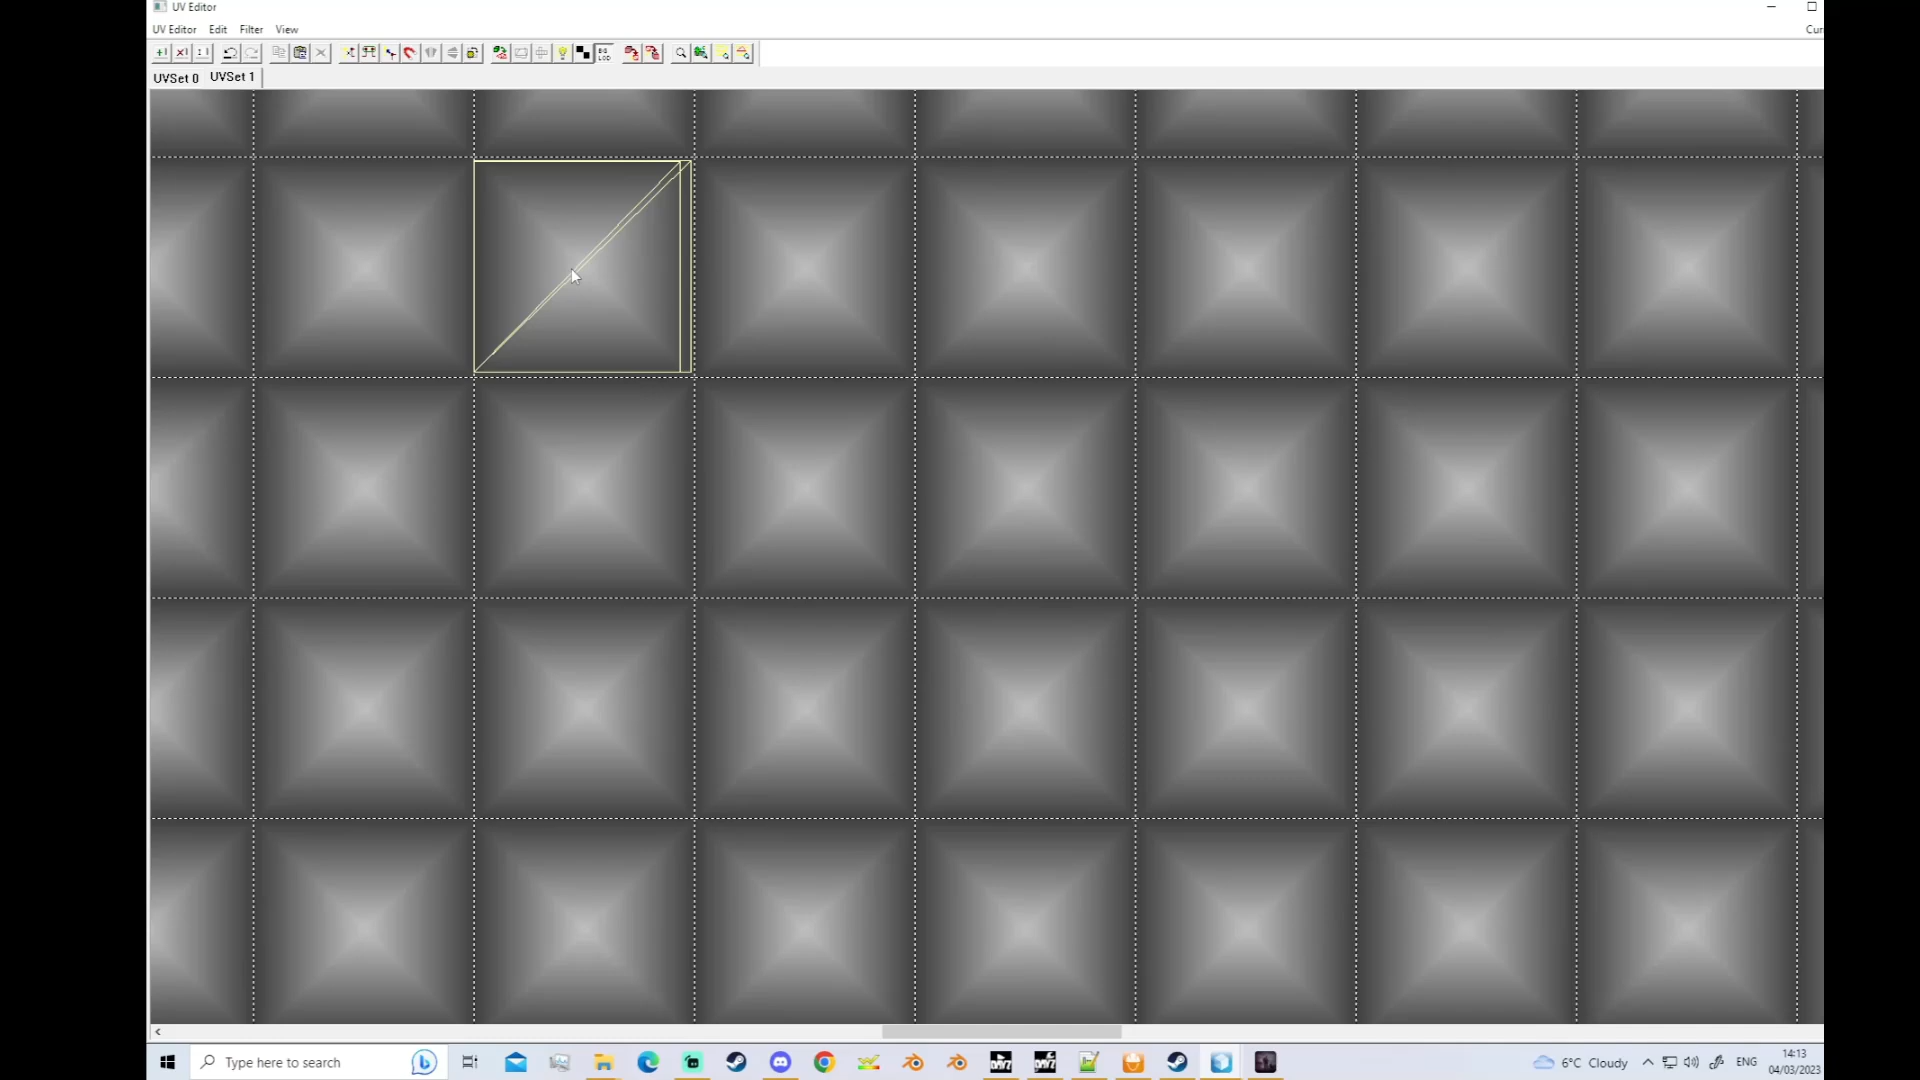 UV Editor
UV Editor Edit Filter View
Cur
UVSet 0 UVSet 1
Type here to search
6°C Cloudy
ENG
14:13
04/03/2023